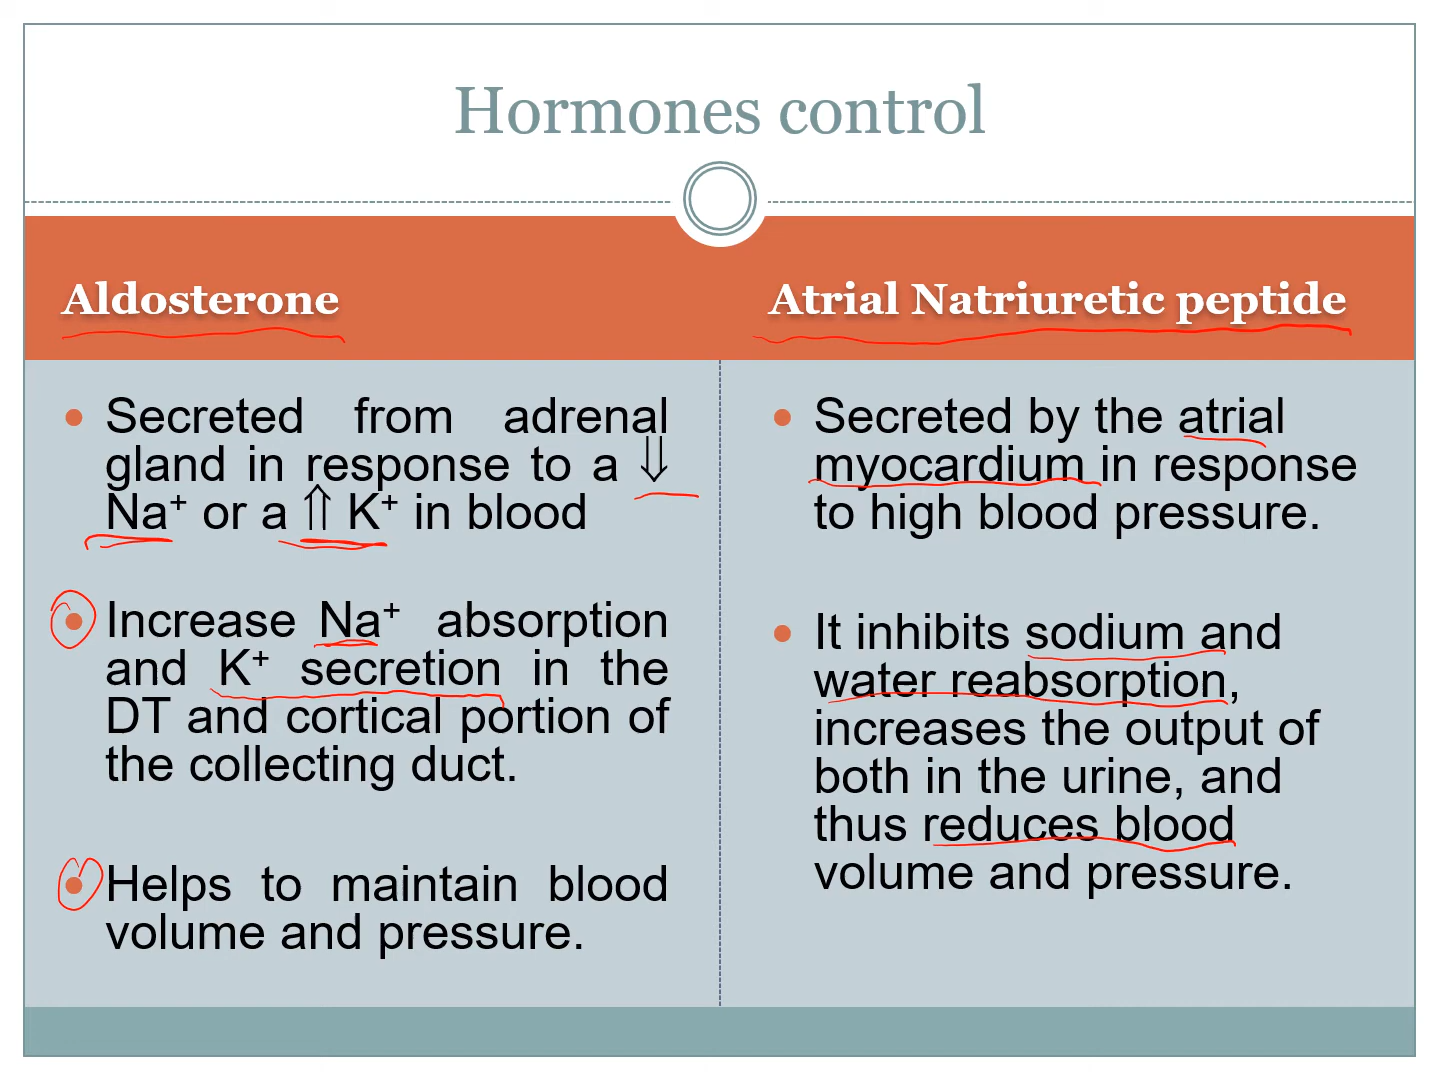 Hormones control
Aldosterone
Secreted from adrenal
gland in response to a ⇓
Na⁺ or a ⇑ K⁺ in blood
Increase Na⁺ absorption
and K⁺ secretion in the
DT and cortical portion of
the collecting duct.
Helps to maintain blood
volume and pressure.
Atrial Natriuretic peptide
Secreted by the atrial
myocardium in response
to high blood pressure.
It inhibits sodium and
water reabsorption,
increases the output of
both in the urine, and
thus reduces blood
volume and pressure.